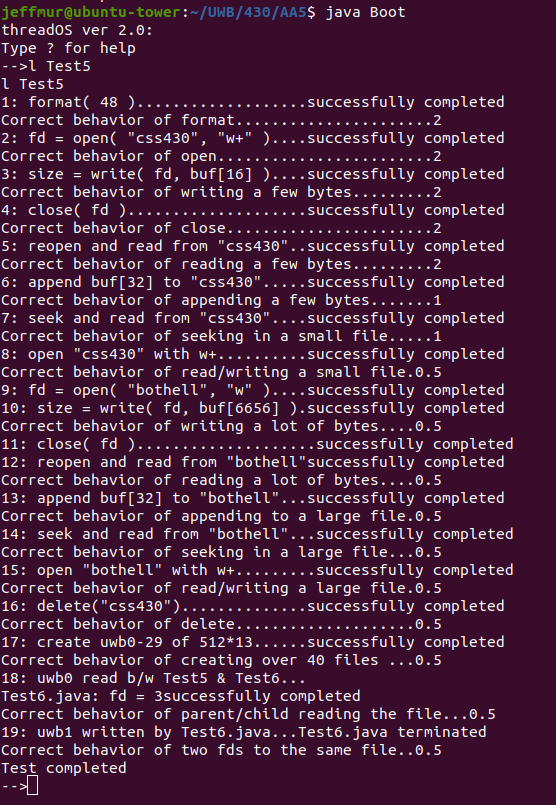 jeffmur@ubuntu-tower:~/UWB/430/AA5$ java Boot
threadOS ver 2.0:
Type ? for help
-->l Test5
l Test5
1: format( 48 )...................successfully completed
Correct behavior of format......................2
2: fd = open( "css430", "w+" )....successfully completed
Correct behavior of open........................2
3: size = write( fd, buf[16] )....successfully completed
Correct behavior of writing a few bytes.........2
4: close( fd )....................successfully completed
Correct behavior of close.......................2
5: reopen and read from "css430"..successfully completed
Correct behavior of reading a few bytes.........2
6: append buf[32] to "css430".....successfully completed
Correct behavior of appending a few bytes.......1
7: seek and read from "css430"....successfully completed
Correct behavior of seeking in a small file.....1
8: open "css430" with w+..........successfully completed
Correct behavior of read/writing a small file.0.5
9: fd = open( "bothell", "w" )....successfully completed
10: size = write( fd, buf[6656] ).successfully completed
Correct behavior of writing a lot of bytes....0.5
11: close( fd )....................successfully completed
12: reopen and read from "bothell"successfully completed
Correct behavior of reading a lot of bytes....0.5
13: append buf[32] to "bothell"...successfully completed
Correct behavior of appending to a large file.0.5
14: seek and read from "bothell"...successfully completed
Correct behavior of seeking in a large file...0.5
15: open "bothell" with w+.........successfully completed
Correct behavior of read/writing a large file.0.5
16: delete("css430")..............successfully completed
Correct behavior of delete....................0.5
17: create uwb0-29 of 512*13......successfully completed
Correct behavior of creating over 40 files ...0.5
18: uwb0 read b/w Test5 & Test6...
Test6.java: fd = 3successfully completed
Correct behavior of parent/child reading the file...0.5
19: uwb1 written by Test6.java...Test6.java terminated
Correct behavior of two fds to the same file..0.5
Test completed
-->